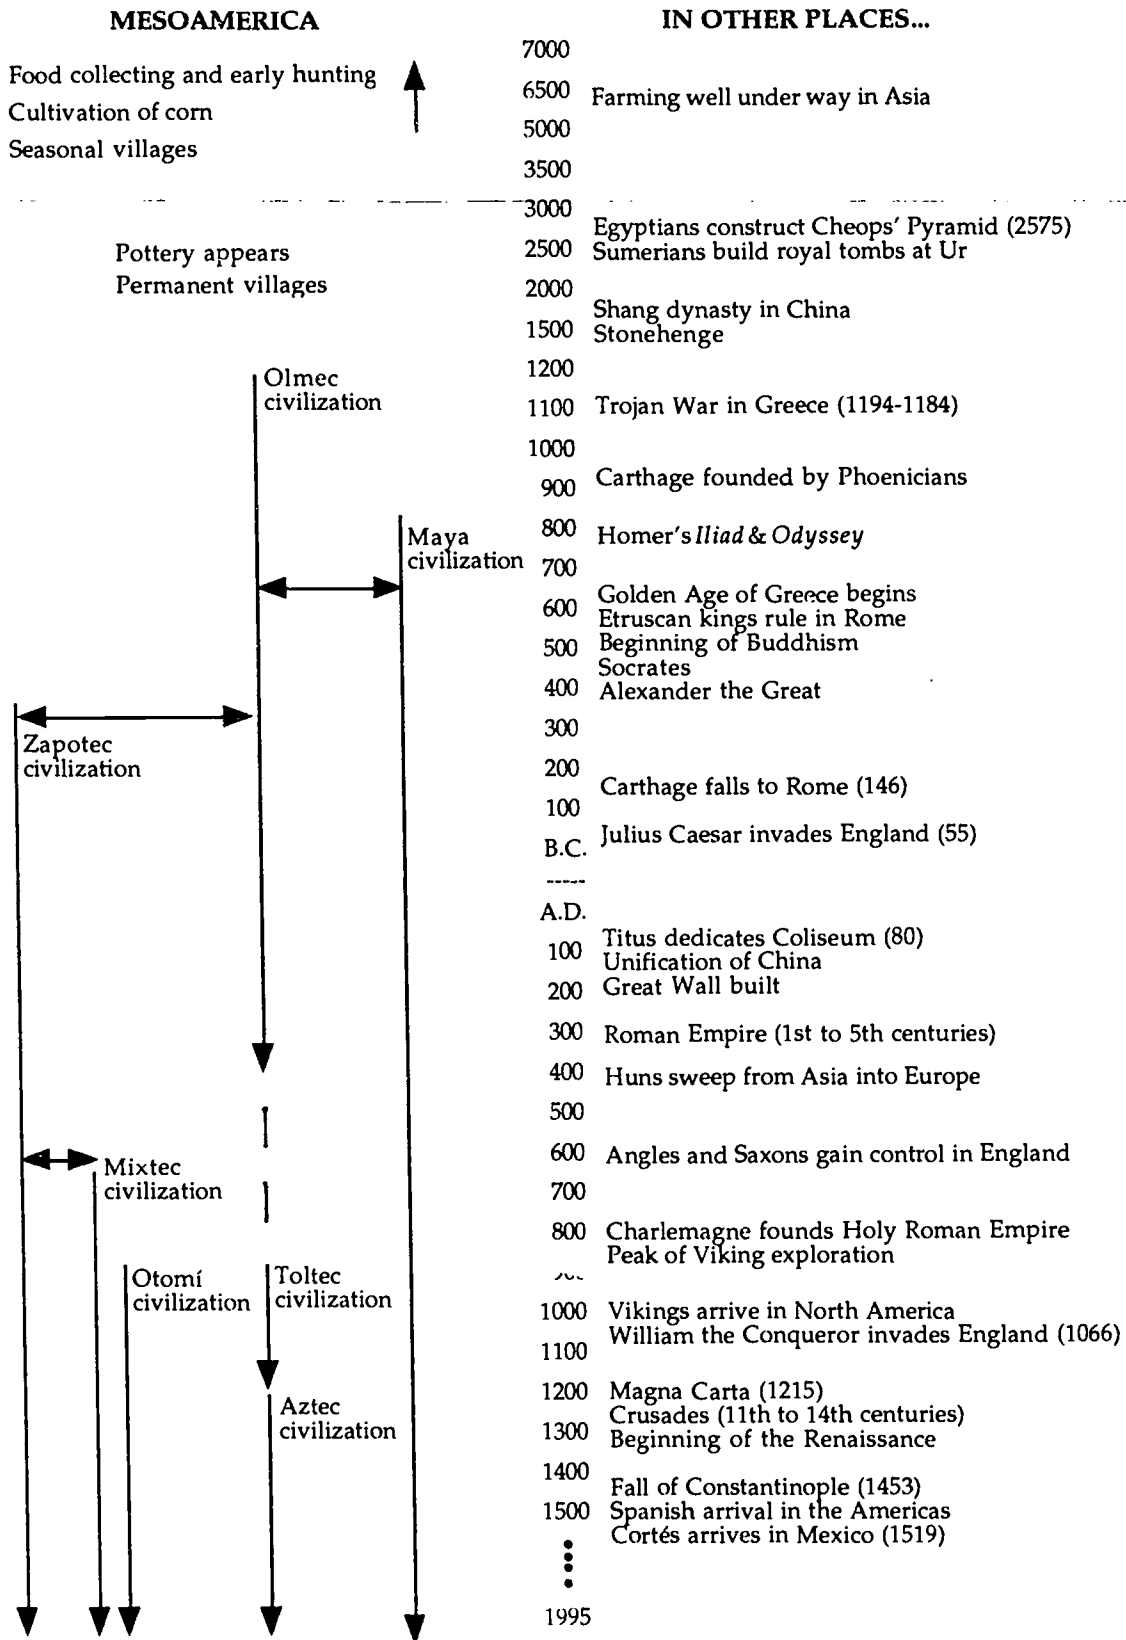 MESOAMERICA
IN OTHER PLACES...
7000
Food collecting and early hunting
6500 Farming well under way in Asia
Cultivation of corn
5000
Seasonal villages
3500
3000
Egyptians construct Cheops' Pyramid (2575)
Pottery appears
2500 Sumerians build royal tombs at Ur
Permanent villages
2000
Shang dynasty in China
1500 Stonehenge
1200
Olmec
civilization
1100 Trojan War in Greece (1194-1184)
1000
900 Carthage founded by Phoenicians
Maya
civilization
800 Homer's Iliad & Odyssey
700
Golden Age of Greece begins
600 Etruscan kings rule in Rome
500 Beginning of Buddhism
Socrates
400 Alexander the Great
300
Zapotec
civilization
200
Carthage falls to Rome (146)
100
Julius Caesar invades England (55)
B.C.
-----
A.D.
Titus dedicates Coliseum (80)
100 Unification of China
200 Great Wall built
300 Roman Empire (1st to 5th centuries)
400 Huns sweep from Asia into Europe
500
600 Angles and Saxons gain control in England
Mixtec
civilization
700
800 Charlemagne founds Holy Roman Empire
Peak of Viking exploration
Otomí
civilization
Toltec
civilization
1000 Vikings arrive in North America
William the Conqueror invades England (1066)
1100
1200 Magna Carta (1215)
Aztec
civilization
Crusades (11th to 14th centuries)
1300 Beginning of the Renaissance
1400
Fall of Constantinople (1453)
1500 Spanish arrival in the Americas
Cortés arrives in Mexico (1519)
1995